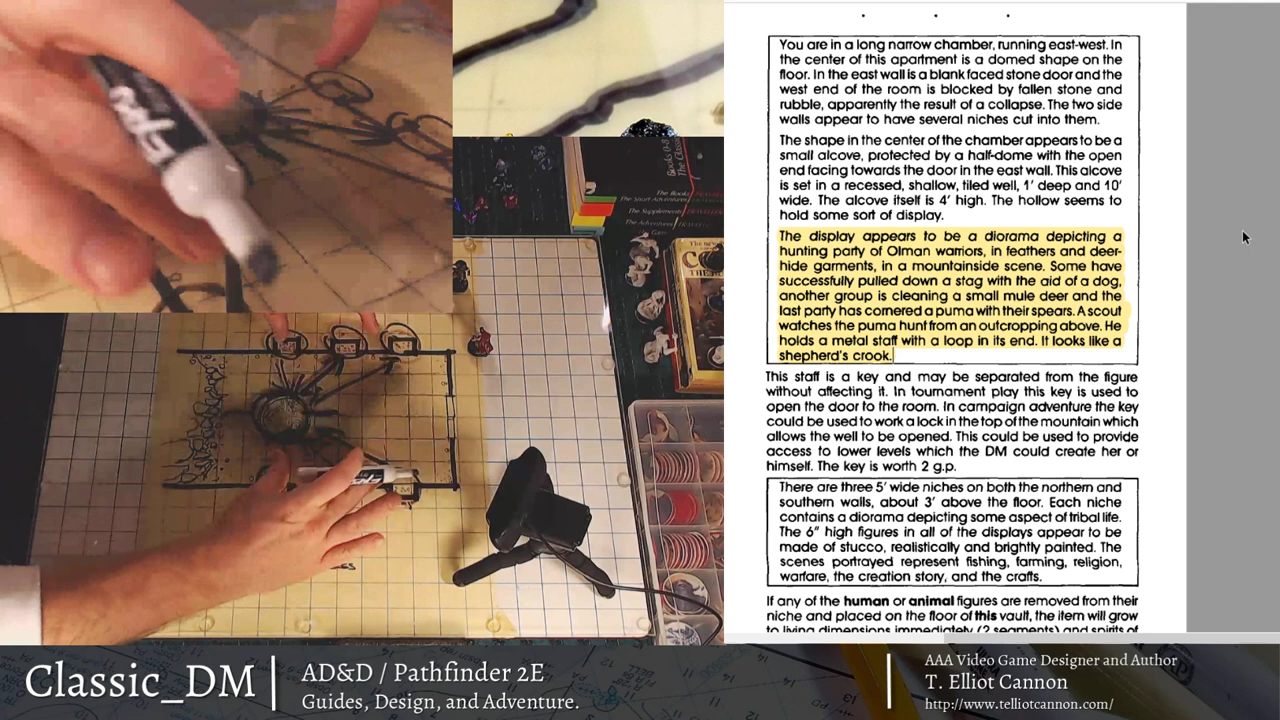 You are in a long narrow chamber, running east-west. In
the center of this apartment is a domed shape on the
floor. In the east wall is a blank faced stone door and the
west end of the room is blocked by fallen stone and
rubble, apparently the result of a collapse. The two side
walls appear to have several niches cut into them.
The shape in the center of the chamber appears to be a
small alcove, protected by a half-dome with the open
end facing towards the door in the east wall. This alcove
is set in a recessed, shallow, tiled well, 1' deep and 10'
wide. The alcove itself is 4' high. The hollow seems to
hold some sort of display.
The display appears to be a diorama depicting a
hunting party of Olman warriors, in feathers and deer-
hide garments, in a mountainside scene. Some have
successfully pulled down a stag with the aid of a dog,
another group is cleaning a small mule deer and the
last party has cornered a puma with their spears. A scout
watches the puma hunt from an outcropping above. He
holds a metal staff with a loop in its end. It looks like a
shepherd's crook.
This staff is a key and may be separated from the figure
without affecting it. In tournament play this key is used to
open the door to the room. In campaign adventure the key
could be used to work a lock in the top of the mountain which
allows the well to be opened. This could be used to provide
access to lower levels which the DM could create her or
himself. The key is worth 2 g.p.
There are three 5' wide niches on both the northern and
southern walls, about 3' above the floor. Each niche
contains a diorama depicting some aspect of tribal life.
The 6" high figures in all of the displays appear to be
made of stucco, realistically and brightly painted. The
scenes portrayed represent fishing, farming, religion,
warfare, the creation story, and the crafts.
If any of the human or animal figures are removed from their
niche and placed on the floor of this vault, the item will grow
to living dimensions immediately (2 segments) and spirits of
Classic_DM
AD&D / Pathfinder 2E
Guides, Design, and Adventure.
AAA Video Game Designer and Author
T. Elliot Cannon
http://www.telliotcannon.com/